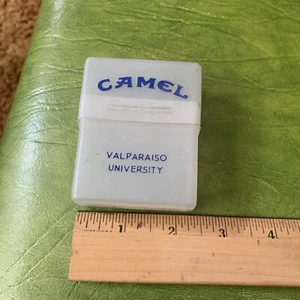 CAMEL
VALPARAISO
UNIVERSITY
1 2 3 4